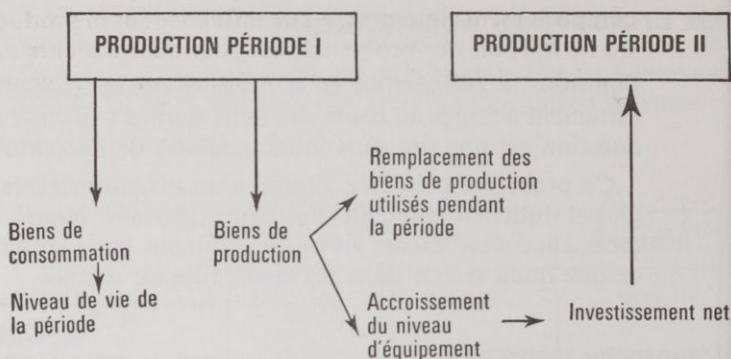 PRODUCTION PÉRIODE I
PRODUCTION PÉRIODE II
Biens de
consommation
Niveau de vie de
la période
Biens de
production
Remplacement des
biens de production
utilisés pendant
la période
Accroissement
du niveau
d'équipement
Investissement net